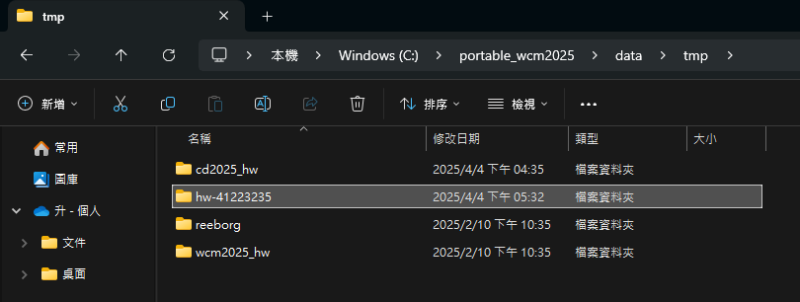 tmp
本機 > Windows (C:) > portable_wcm2025 > data > tmp >
新增 排序 檢視
名稱 修改日期 類型 大小
常用
圖庫
升 - 個人
文件
桌面
cd2025_hw 2025/4/4 下午 04:35 檔案資料夾
hw-41223235 2025/4/4 下午 05:32 檔案資料夾
reeborg 2025/2/10 下午 10:35 檔案資料夾
wcm2025_hw 2025/2/10 下午 10:35 檔案資料夾